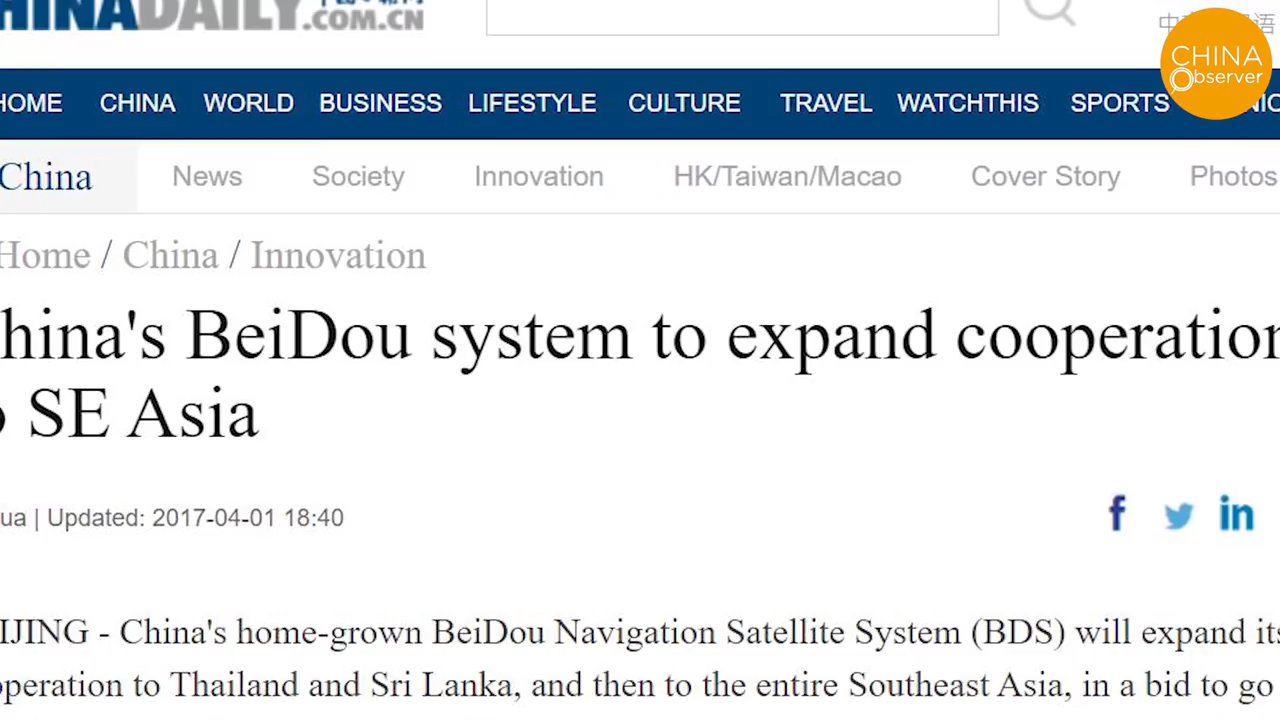 HINADAILY.COM.CN
CHINA
Observer
HOME CHINA WORLD BUSINESS LIFESTYLE CULTURE TRAVEL WATCHTHIS SPORTS
China News Society Innovation HK/Taiwan/Macao Cover Story Photos
Home / China / Innovation
hina's BeiDou system to expand cooperation
o SE Asia
ua | Updated: 2017-04-01 18:40
f in
IJING - China's home-grown BeiDou Navigation Satellite System (BDS) will expand its
operation to Thailand and Sri Lanka, and then to the entire Southeast Asia, in a bid to go